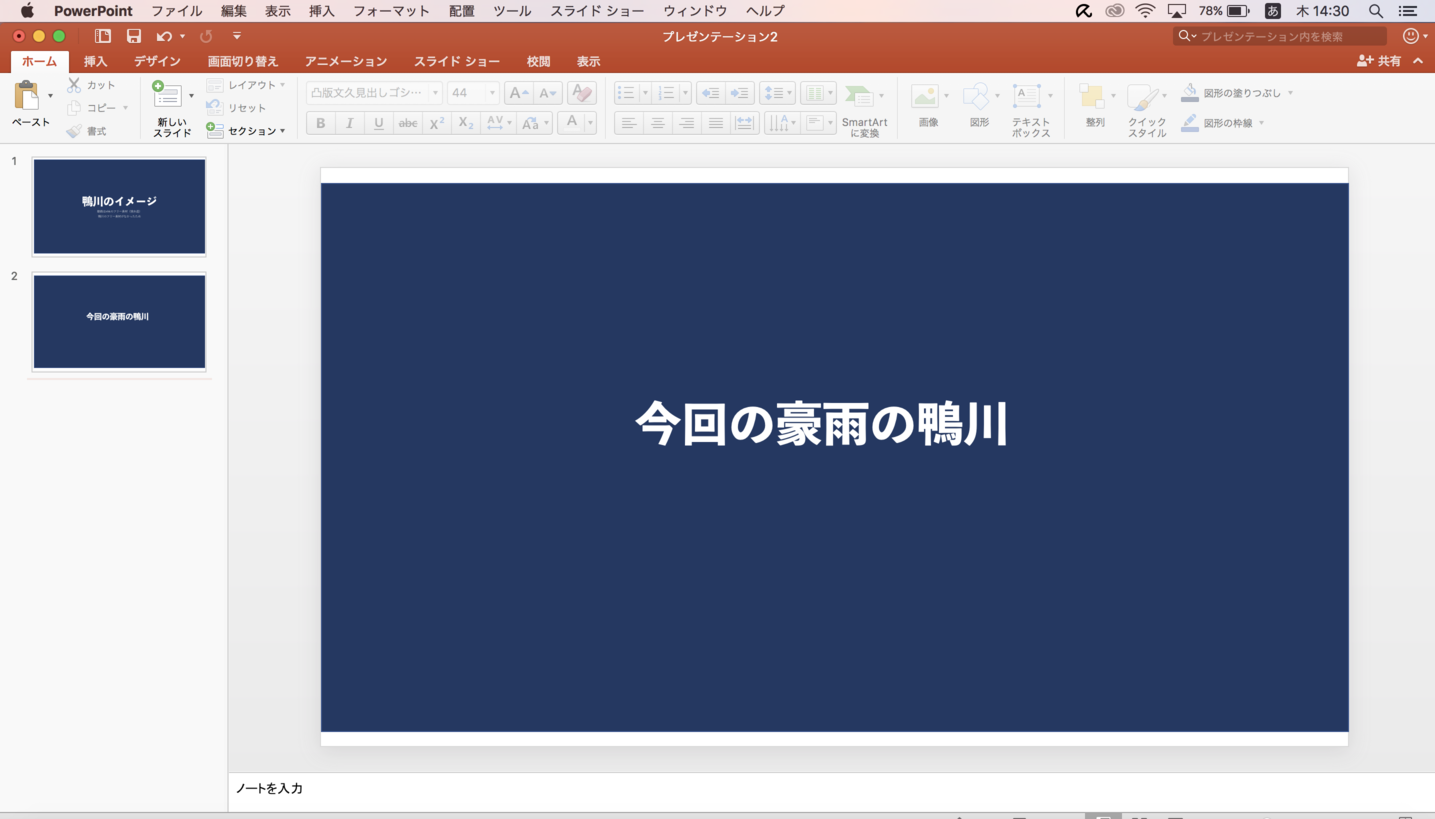 PowerPoint ファイル 編集 表示 挿入 フォーマット 配置 ツール スライド ショー ウィンドウ ヘルプ 78% あ 木 14:30
プレゼンテーション2 プレゼンテーション内を検索
ホーム 挿入 デザイン 画面切り替え アニメーション スライド ショー 校閲 表示 共有
ペースト
カット
コピー
書式
新しい
スライド
レイアウト
リセット
セクション
凸版文久見出しゴシ… 44
B I U abc X² X₂ AV Aa A
SmartArt
に変換
画像
図形
テキスト
ボックス
整列
クイック
スタイル
図形の塗りつぶし
図形の枠線
1
鴨川のイメージ
2
今回の豪雨の鴨川
今回の豪雨の鴨川
ノートを入力